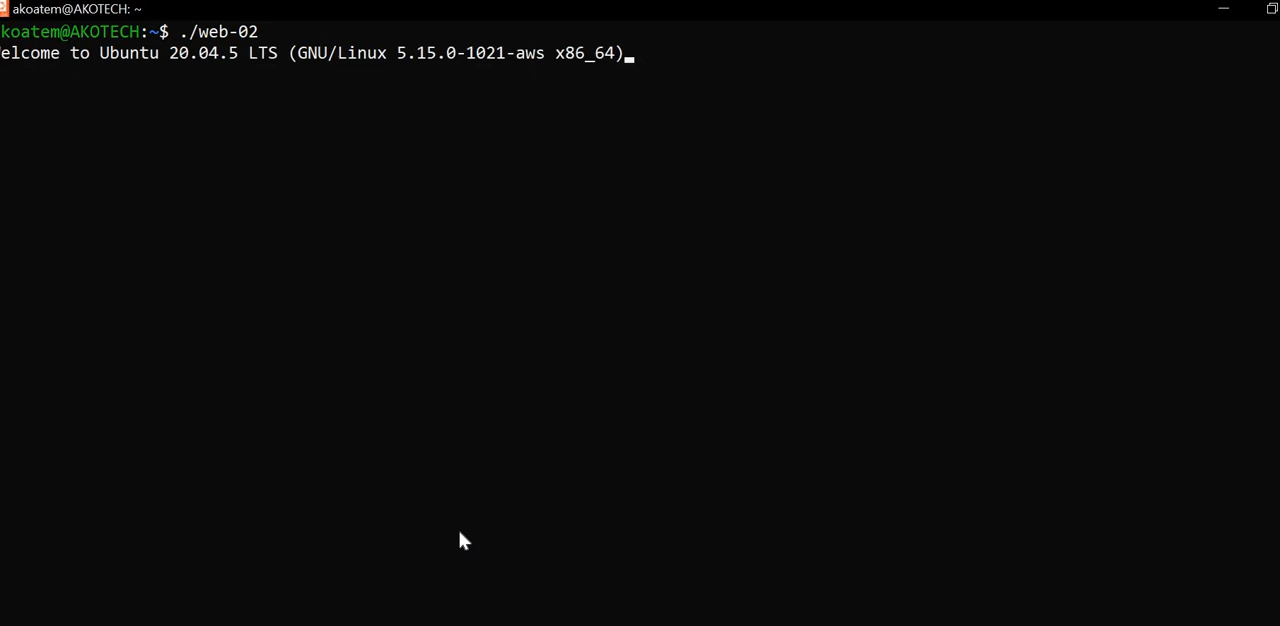 akoatem@AKOTECH: ~
koatem@AKOTECH:~$ ./web-02
elcome to Ubuntu 20.04.5 LTS (GNU/Linux 5.15.0-1021-aws x86_64)